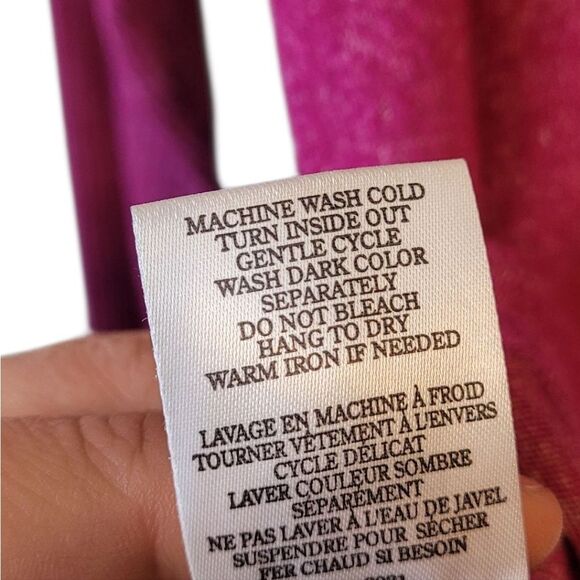 MACHINE WASH COLD
TURN INSIDE OUT
GENTLE CYCLE
WASH DARK COLOR
SEPARATELY
DO NOT BLEACH
HANG TO DRY
WARM IRON IF NEEDED
LAVAGE EN MACHINE À FROID
TOURNER VÊTEMENT À L'ENVERS
CYCLE DÉLICAT
LAVER COULEUR SOMBRE
SÉPARÉMENT
NE PAS LAVER À L'EAU DE JAVEL
SUSPENDRE POUR SÉCHER
FER CHAUD SI BESOIN